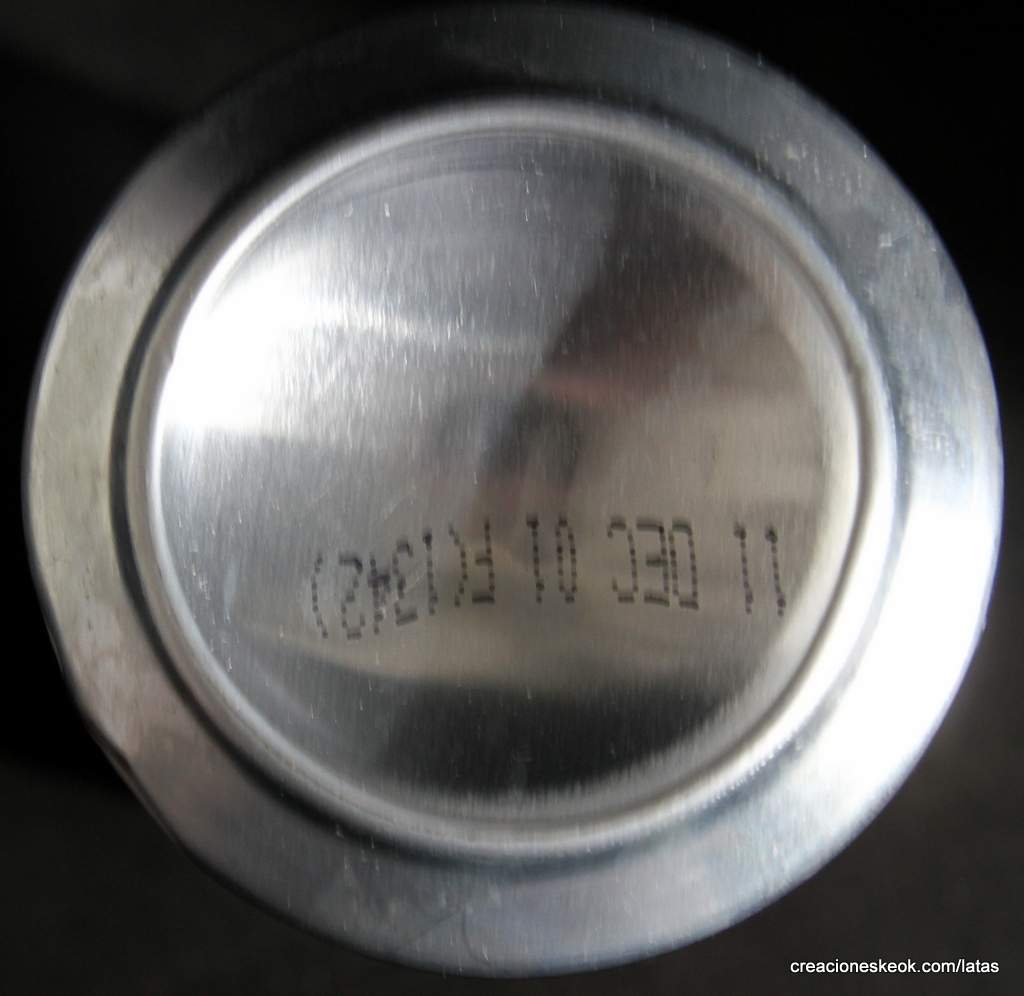 11 DEC 01 F(1342)
creacioneskeok.com/latas